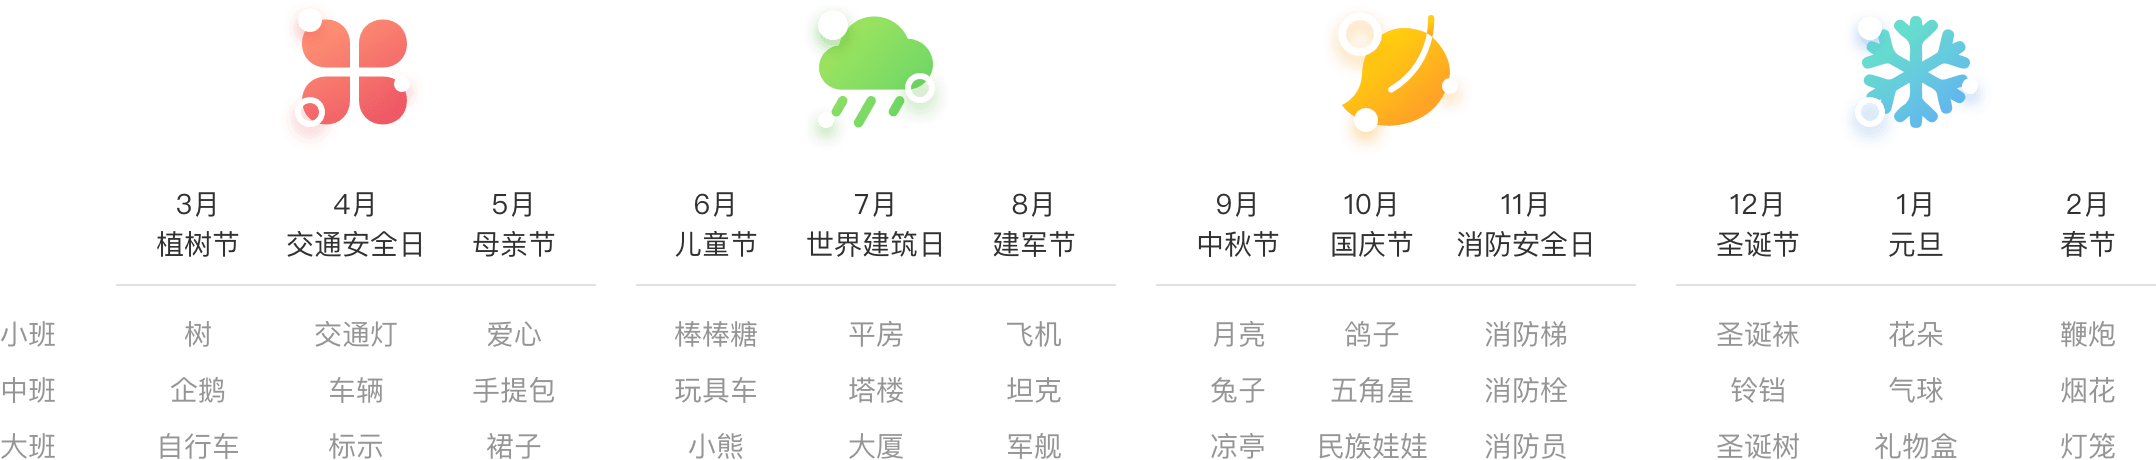 3月 4月 5月 6月 7月 8月 9月 10月 11月 12月 1月 2月
植树节 交通安全日 母亲节 儿童节 世界建筑日 建军节 中秋节 国庆节 消防安全日 圣诞节 元旦 春节
小班 树 交通灯 爱心 棒棒糖 平房 飞机 月亮 鸽子 消防梯 圣诞袜 花朵 鞭炮
中班 企鹅 车辆 手提包 玩具车 塔楼 坦克 兔子 五角星 消防栓 铃铛 气球 烟花
大班 自行车 标示 裙子 小熊 大厦 军舰 凉亭 民族娃娃 消防员 圣诞树 礼物盒 灯笼